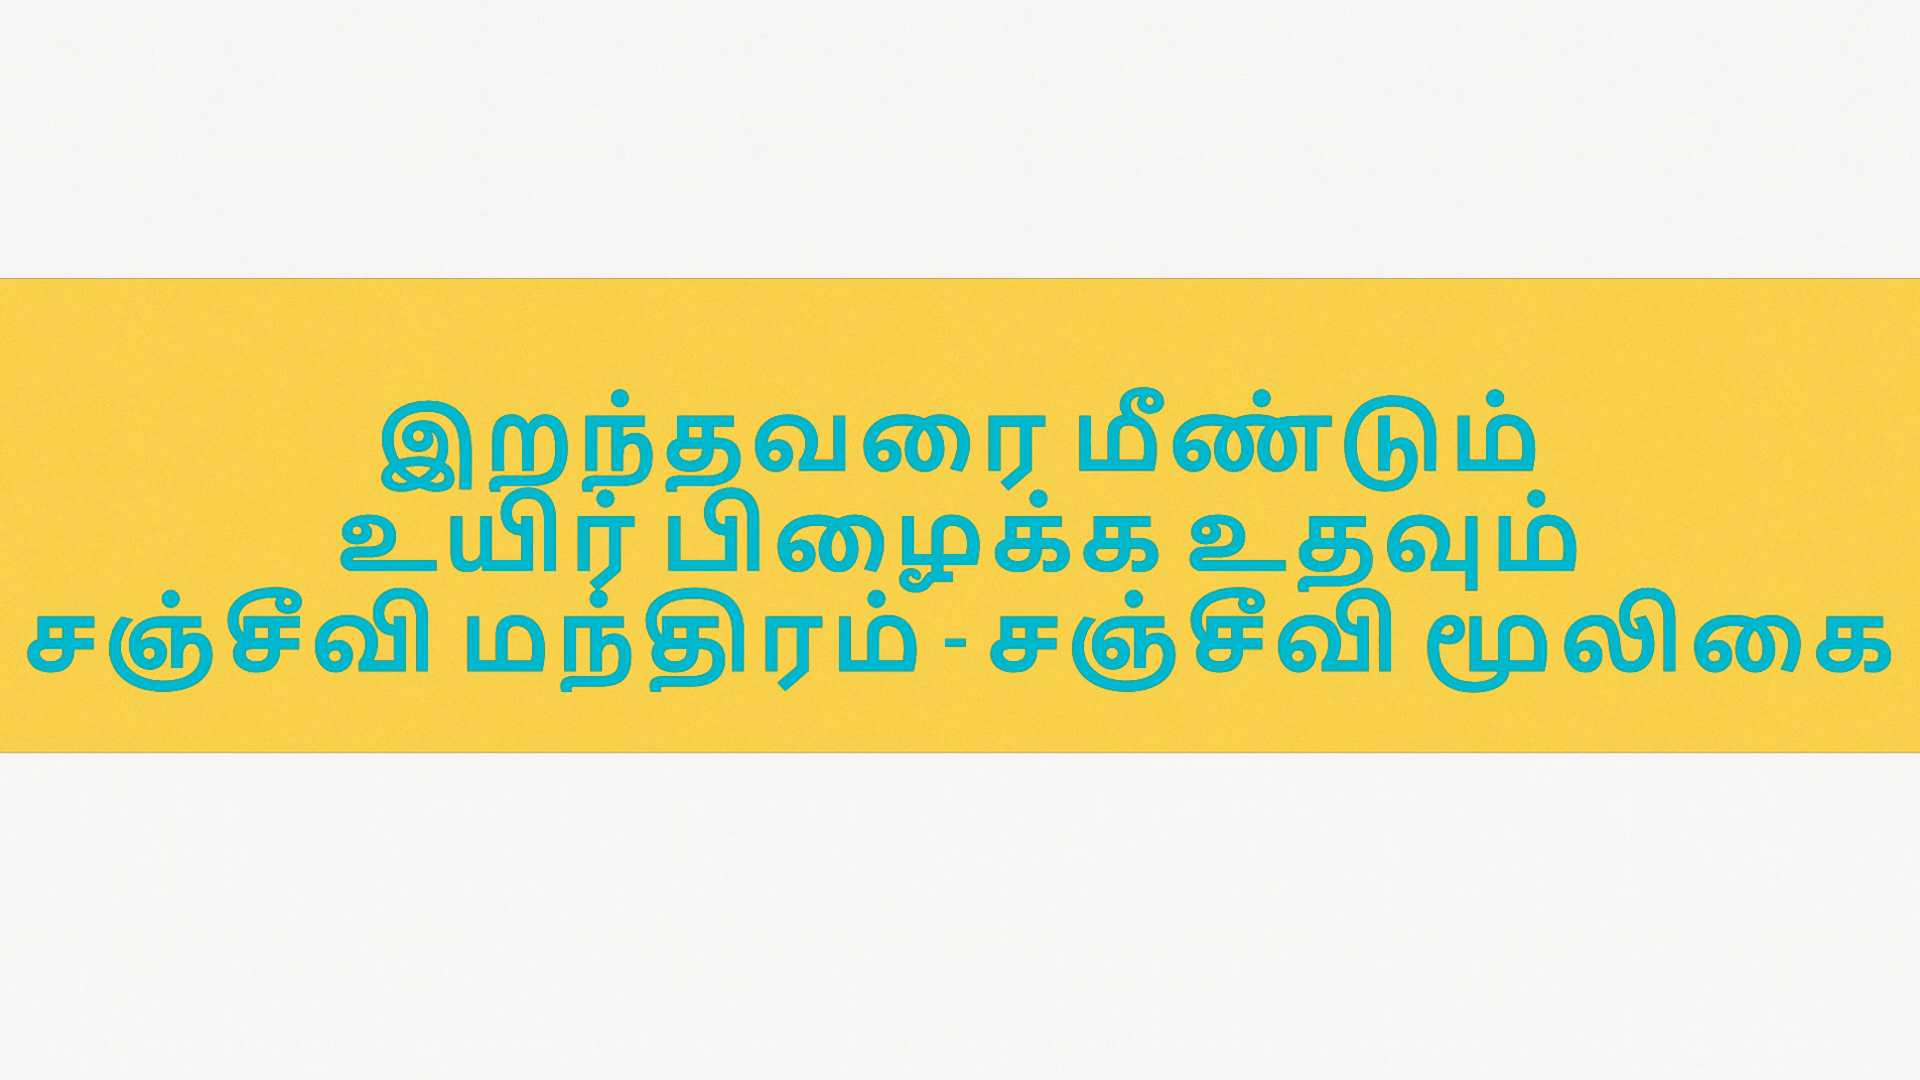 இறந்தவரை மீண்டும்
உயிர் பிழைக்க உதவும்
சஞ்சீவி மந்திரம் - சஞ்சீவி மூலிகை